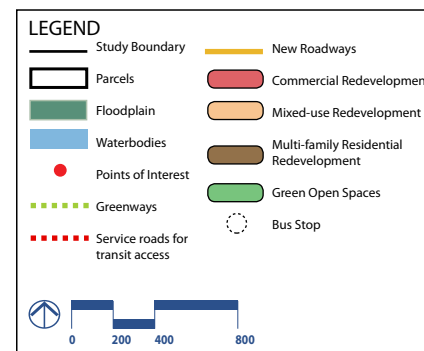 LEGEND
Study Boundary
Parcels
Floodplain
Waterbodies
Points of Interest
Greenways
Service roads for
transit access
New Roadways
Commercial Redevelopment
Mixed-use Redevelopment
Multi-family Residential
Redevelopment
Green Open Spaces
Bus Stop
0 200 400 800